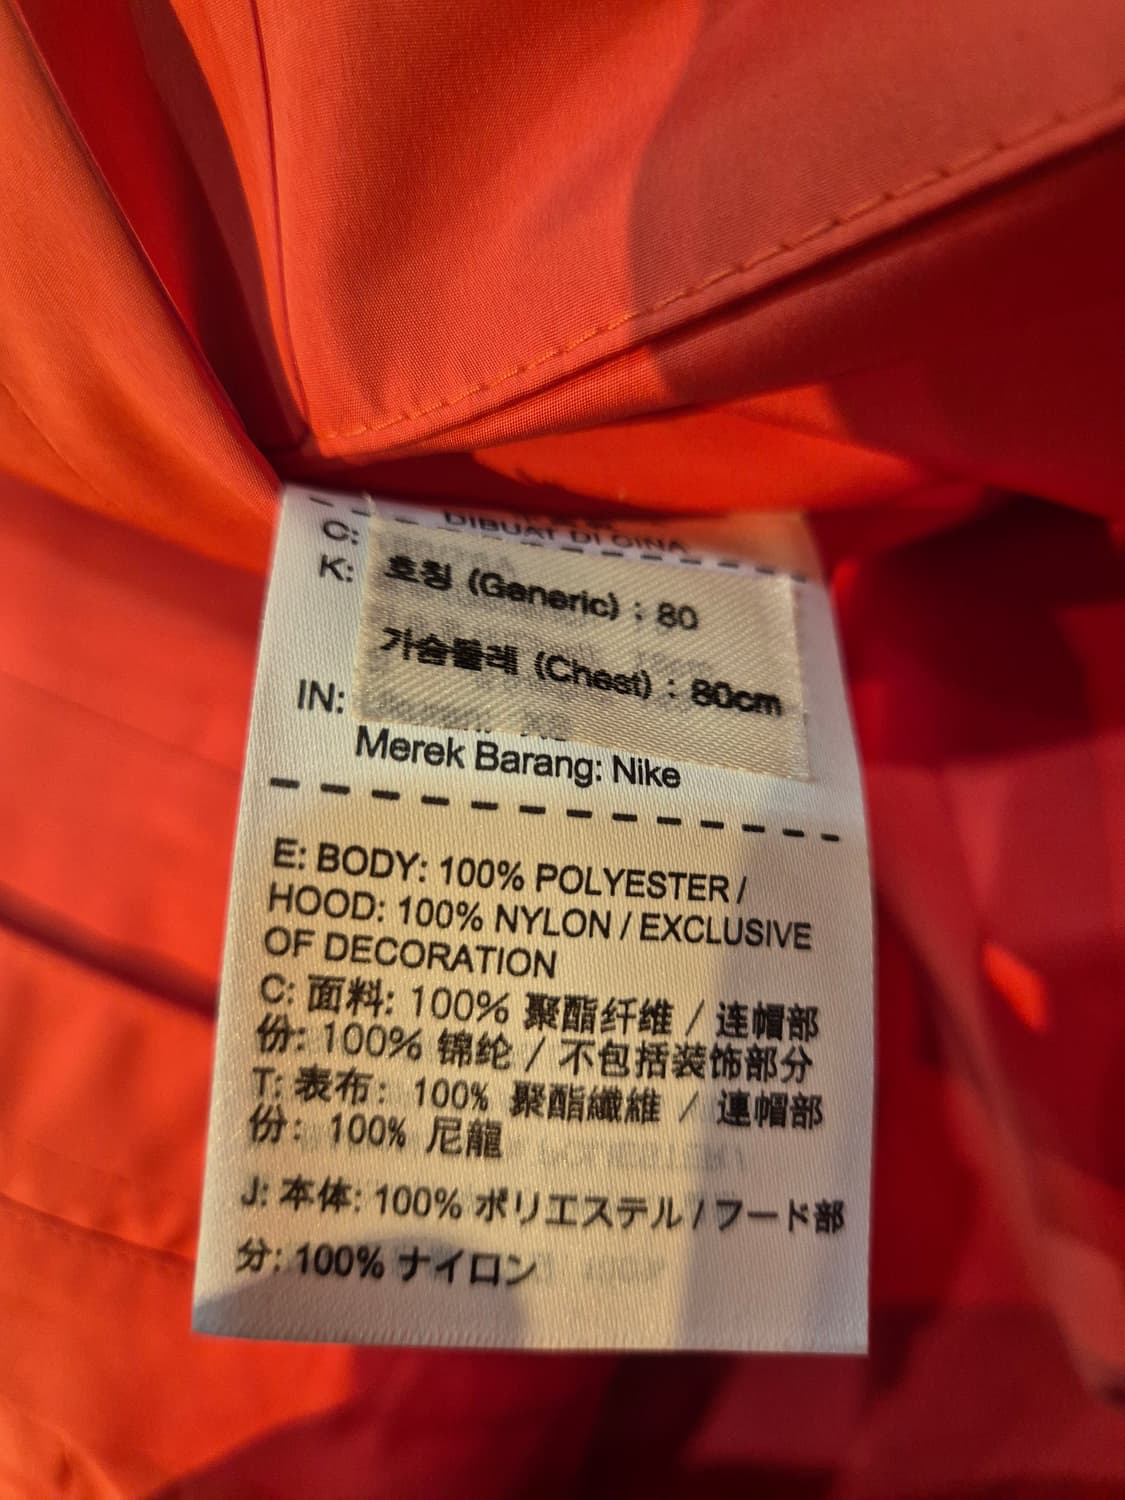 DIBUAT DI CINA
C:
K: 호칭 (Generic) : 80
가슴둘레 (Chest) : 80cm
IN:
Merek Barang: Nike
E: BODY: 100% POLYESTER /
HOOD: 100% NYLON / EXCLUSIVE
OF DECORATION
C: 面料: 100% 聚酯纤维 / 连帽部
份: 100% 锦纶 / 不包括装饰部分
T: 表布: 100% 聚酯纖維 / 連帽部
份: 100% 尼龍
J: 本体: 100% ポリエステル / フード部
分: 100% ナイロン